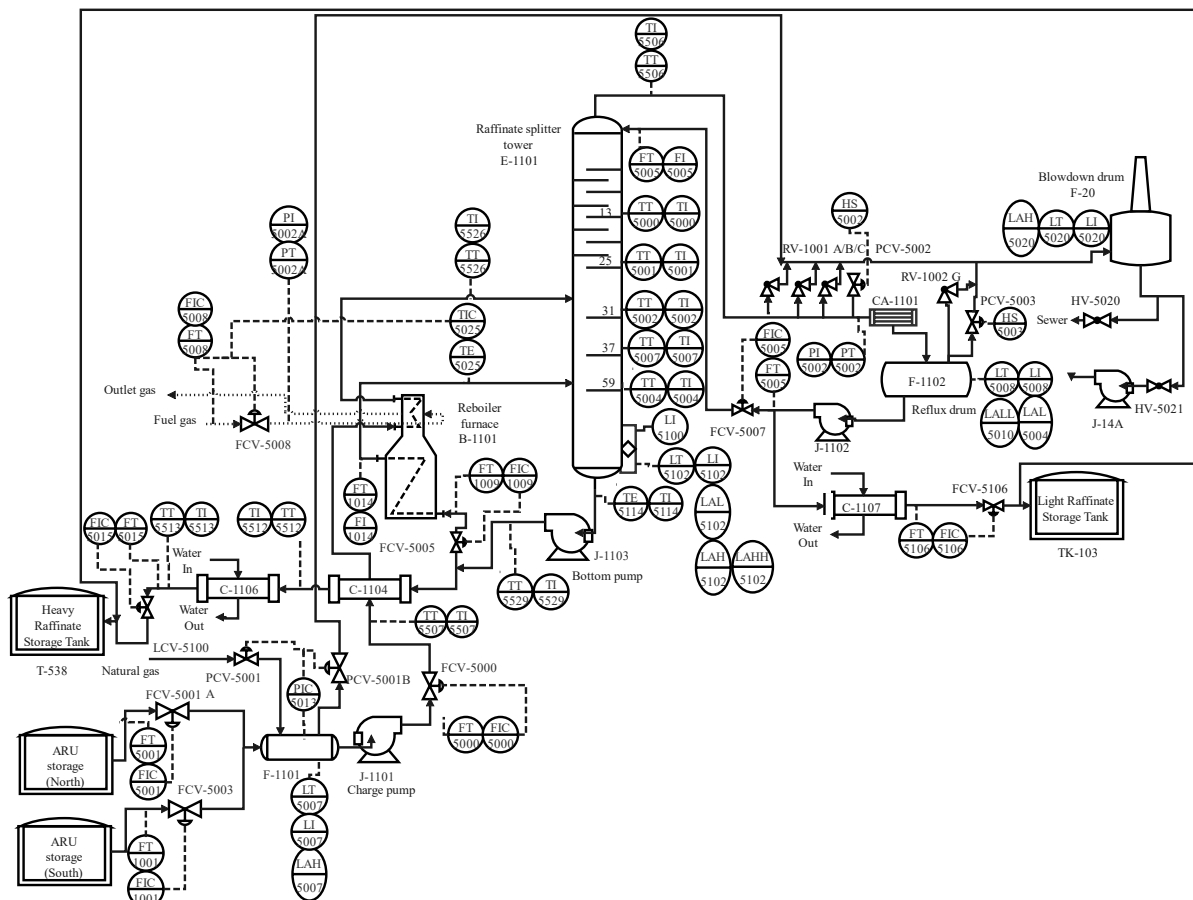 TI
5506
TT
5506
Raffinate splitter
tower
E-1101
FT
5005
FI
5005
13
TT
5000
TI
5000
25
TT
5001
TI
5001
31
TT
5002
TI
5002
37
TT
5007
TI
5007
59
TT
5004
TI
5004
LI
5100
LT
5102
LI
5102
LAL
5102
LAH
5102
LAHH
5102
TE
5114
TI
5114
J-1103
Bottom pump
TT
5529
TI
5529
HS
5002
RV-1001 A/B/C
PCV-5002
CA-1101
RV-1002 G
PCV-5003
HS
5003
PI
5002
PT
5002
FIC
5005
FT
5005
FCV-5007
J-1102
F-1102
Reflux drum
LT
5008
LI
5008
LALL
5010
LAL
5004
Blowdown drum
F-20
LAH
5020
LT
5020
LI
5020
HV-5020
Sewer
HV-5021
J-14A
Water
In
C-1107
Water
Out
FT
5106
FIC
5106
FCV-5106
Light Raffinate
Storage Tank
TK-103
PI
5002A
PT
5002A
TI
5526
TT
5526
TIC
5025
TE
5025
FIC
5008
FT
5008
Outlet gas
Fuel gas
FCV-5008
Reboiler
furnace
B-1101
FT
1014
FI
1014
FT
1009
FIC
1009
FCV-5005
FIC
5015
FT
5015
TT
5513
TI
5513
TI
5512
TT
5512
Water
In
C-1106
Water
Out
C-1104
TT
5507
TI
5507
Heavy
Raffinate
Storage Tank
T-538
Natural gas
LCV-5100
PCV-5001
PIC
5013
PCV-5001B
FCV-5000
FT
5000
FIC
5000
F-1101
J-1101
Charge pump
LT
5007
LI
5007
LAH
5007
FCV-5001 A
ARU
storage
(North)
FT
5001
FIC
5001
FCV-5003
ARU
storage
(South)
FT
1001
FIC
1001